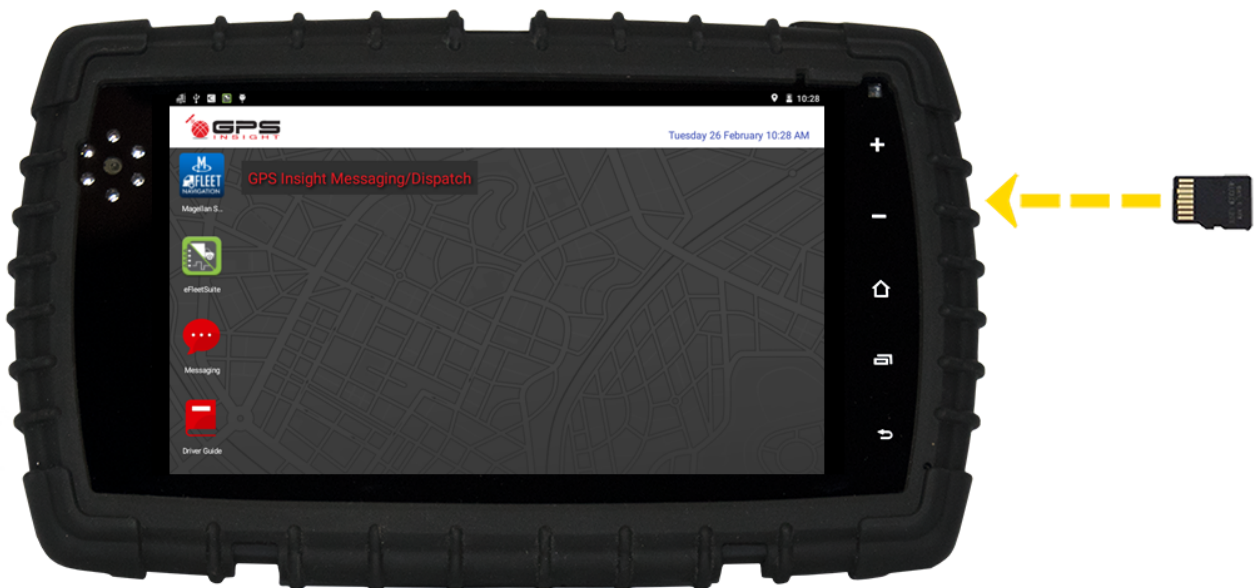 10:28
GPS
INSIGHT
Tuesday 26 February 10:28 AM
M
FLEET
NAVIGATION
GPS Insight Messaging/Dispatch
Magellan S...
eFleetSuite
Messaging
Driver Guide